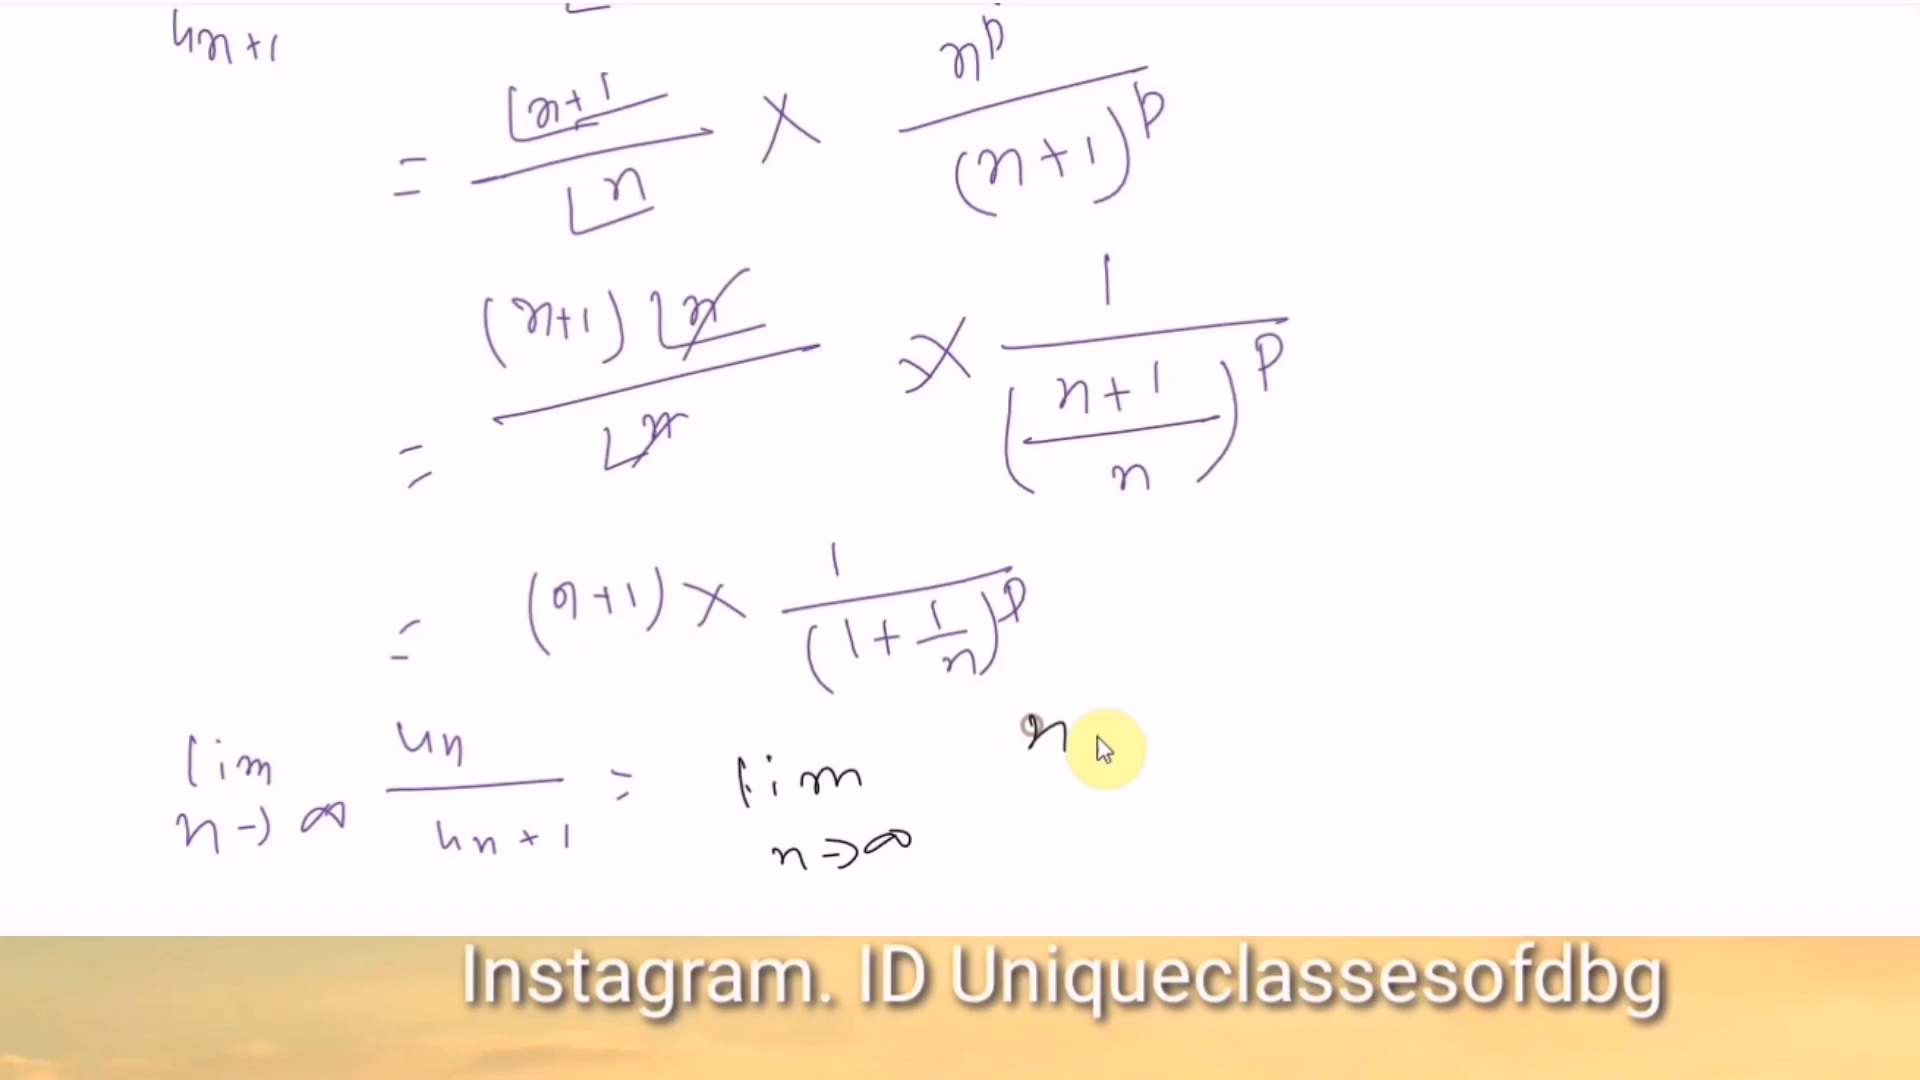 un+1
= ⌊n+1 / ⌊n × n^p / (n+1)^p
= (n+1) ⌊n / ⌊n × 1 / ((n+1)/n)^p
= (n+1) × 1 / (1 + 1/n)^p
lim n→∞ un / un+1 = lim n→∞ n
Instagram. ID Uniqueclassesofdbg